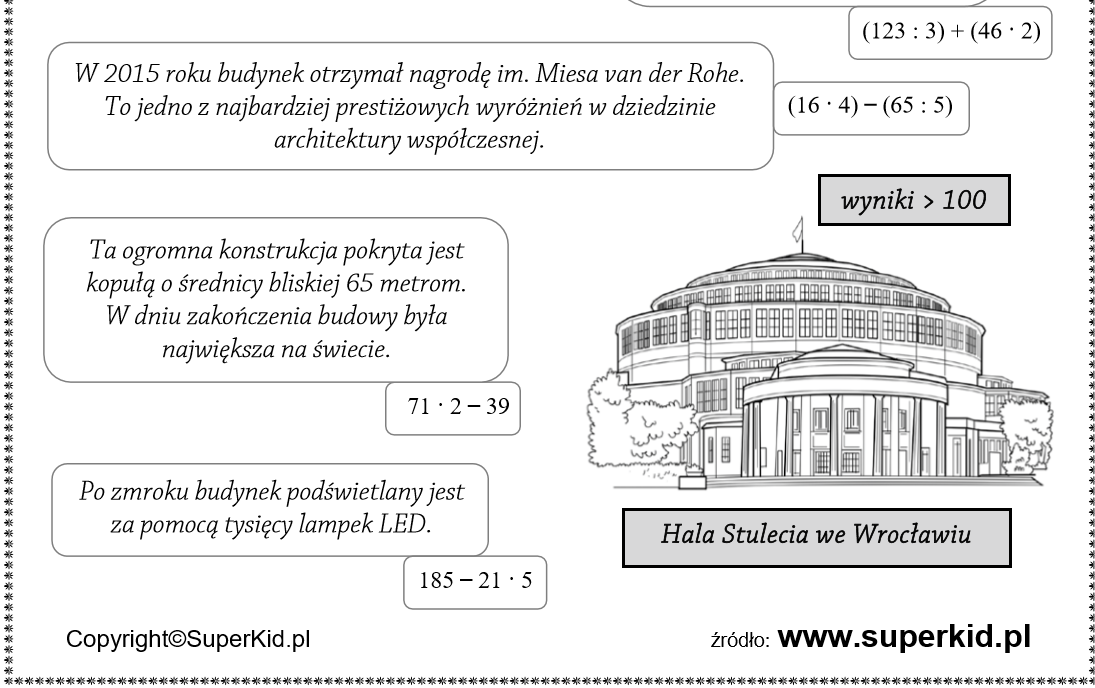 (123 : 3) + (46 · 2)
W 2015 roku budynek otrzymał nagrodę im. Miesa van der Rohe.
To jedno z najbardziej prestiżowych wyróżnień w dziedzinie
architektury współczesnej.
(16 · 4) – (65 : 5)
wyniki > 100
Ta ogromna konstrukcja pokryta jest
kopułą o średnicy bliskiej 65 metrom.
W dniu zakończenia budowy była
największa na świecie.
71 · 2 – 39
Po zmroku budynek podświetlany jest
za pomocą tysięcy lampek LED.
185 – 21 · 5
Hala Stulecia we Wrocławiu
Copyright©SuperKid.pl
źródło: www.superkid.pl